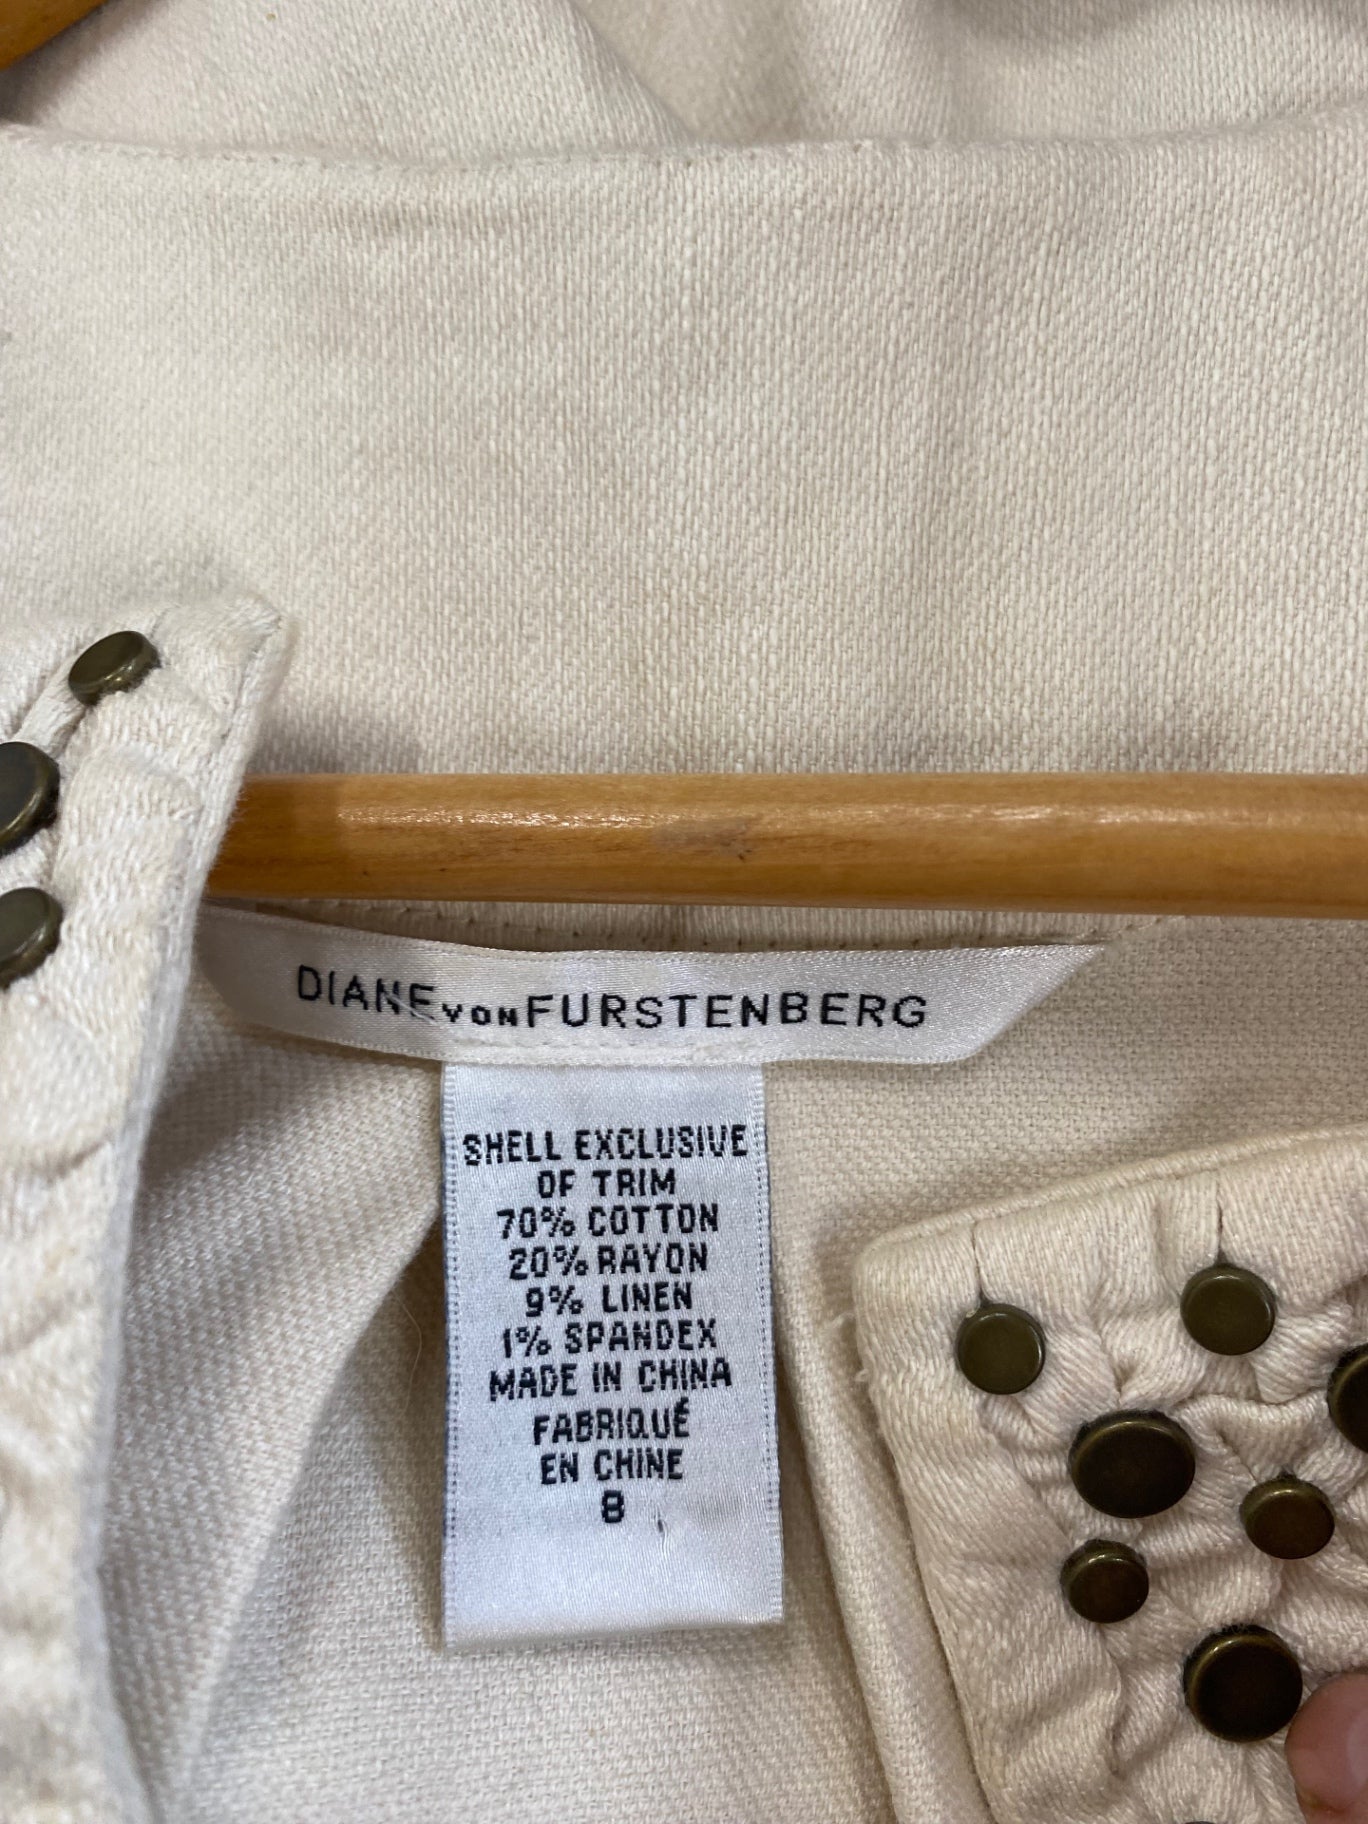 DIANE VON FURSTENBERG
SHELL EXCLUSIVE
OF TRIM
70% COTTON
20% RAYON
9% LINEN
1% SPANDEX
MADE IN CHINA
FABRIQUÉ
EN CHINE
8